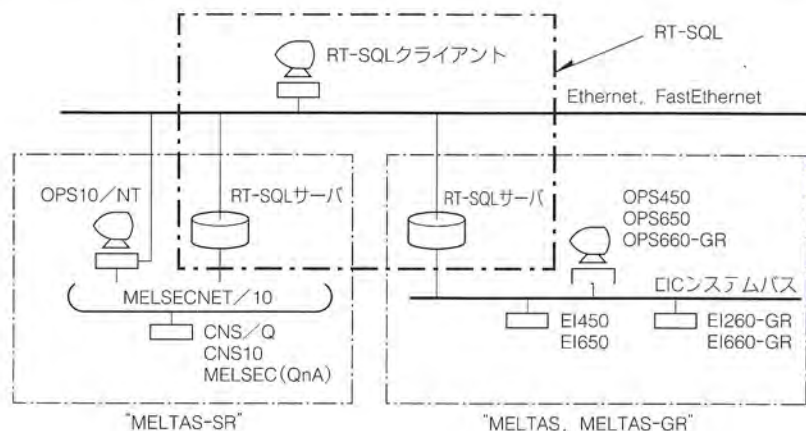 RT-SQLクライアント
RT-SQL
Ethernet, FastEthernet
OPS10/NT
RT-SQLサーバ
MELSECNET/10
CNS/Q
CNS10
MELSEC(QnA)
"MELTAS-SR"
RT-SQLサーバ
OPS450
OPS650
OPS660-GR
EICシステムバス
EI450
EI650
EI260-GR
EI660-GR
"MELTAS, MELTAS-GR"